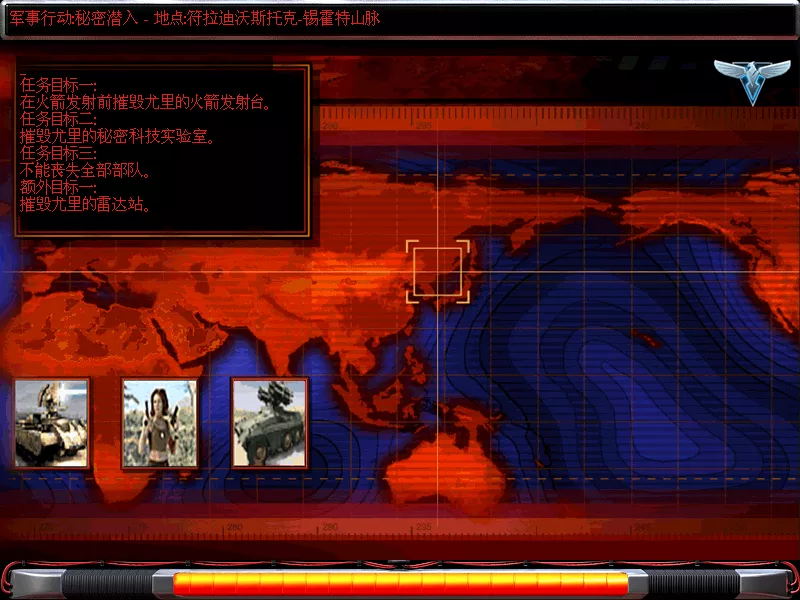 军事行动:秘密潜入 - 地点:符拉迪沃斯托克-锡霍特山脉
任务目标一:
在火箭发射前摧毁尤里的火箭发射台。
任务目标二:
摧毁尤里的秘密科技实验室。
任务目标三:
不能丧失全部部队。
额外目标一:
摧毁尤里的雷达站。